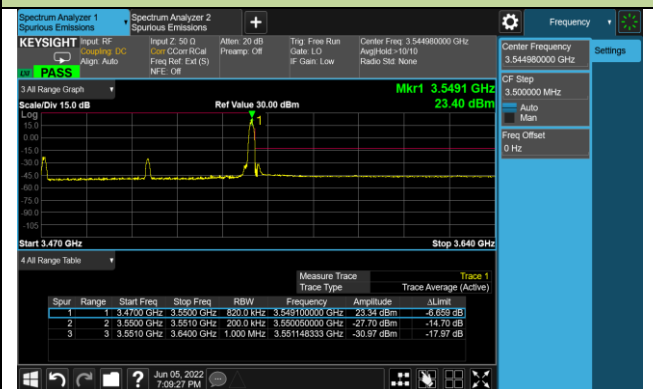 Spectrum Analyzer 1
Spurious Emissions
Spectrum Analyzer 2
Spurious Emissions
+
Frequency
KEYSIGHT
Input: RF
Coupling: DC
Align: Auto
Input Z: 50 Ω
Corr CCorr RCal
Freq Ref: Ext (S)
NFE: Off
Atten: 20 dB
Preamp: Off
Trig: Free Run
Gate: LO
IF Gain: Low
Center Freq: 3.544980000 GHz
Avg|Hold:>10/10
Radio Std: None
PASS
Center Frequency
3.544980000 GHz
Settings
CF Step
3.500000 MHz
Auto
Man
Freq Offset
0 Hz
3 All Range Graph
Mkr1 3.5491 GHz
Scale/Div 15.0 dB
Ref Value 30.00 dBm
23.40 dBm
Log
15.0
0.00
-15.0
-30.0
-45.0
-60.0
-75.0
-90.0
-105
1
Start 3.470 GHz
Stop 3.640 GHz
4 All Range Table
Measure Trace Trace 1
Trace Type Trace Average (Active)
Spur Range Start Freq Stop Freq RBW Frequency Amplitude ΔLimit
1 1 3.4700 GHz 3.5500 GHz 820.0 kHz 3.549100000 GHz 23.34 dBm -6.659 dB
2 2 3.5500 GHz 3.5510 GHz 200.0 kHz 3.550050000 GHz -27.70 dBm -14.70 dB
3 3 3.5510 GHz 3.6400 GHz 1.000 MHz 3.551148333 GHz -30.97 dBm -17.97 dB
?
Jun 05, 2022
7:09:27 PM